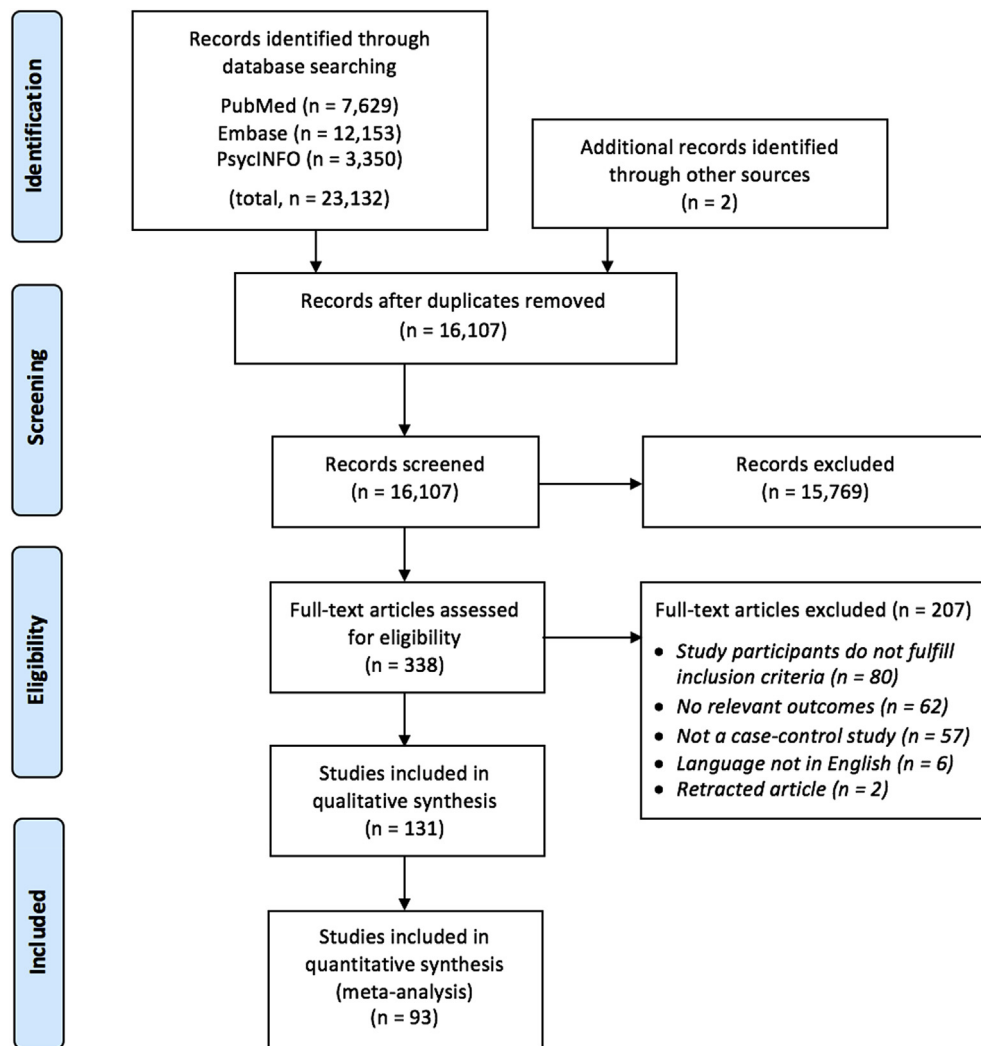 Identification
Records identified through
database searching
PubMed (n = 7,629)
Embase (n = 12,153)
PsycINFO (n = 3,350)
(total, n = 23,132)
Additional records identified
through other sources
(n = 2)
Screening
Records after duplicates removed
(n = 16,107)
Records screened
(n = 16,107)
Records excluded
(n = 15,769)
Eligibility
Full-text articles assessed
for eligibility
(n = 338)
Full-text articles excluded (n = 207)
• Study participants do not fulfill
inclusion criteria (n = 80)
• No relevant outcomes (n = 62)
• Not a case-control study (n = 57)
• Language not in English (n = 6)
• Retracted article (n = 2)
Studies included in
qualitative synthesis
(n = 131)
Included
Studies included in
quantitative synthesis
(meta-analysis)
(n = 93)